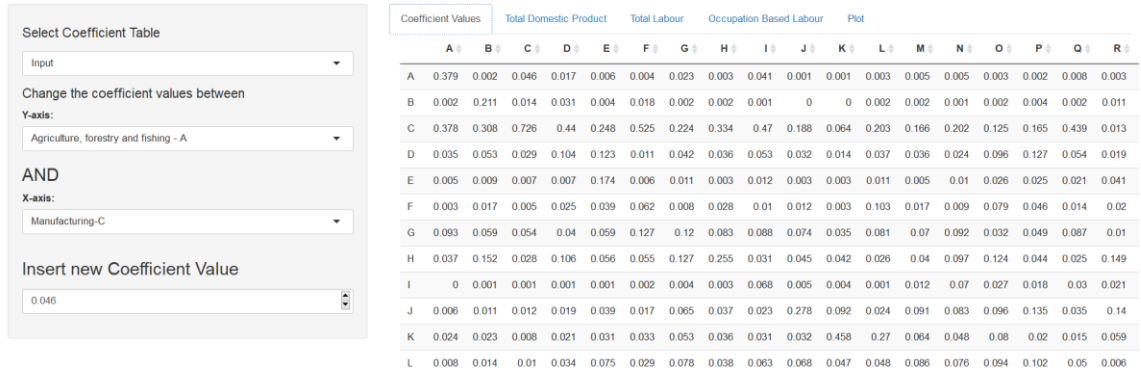 Select Coefficient Table
Input
Change the coefficient values between
Y-axis:
Agriculture, forestry and fishing - A
AND
X-axis:
Manufacturing-C
Insert new Coefficient Value
0.046
Coefficient Values Total Domestic Product Total Labour Occupation Based Labour Plot
A B C D E F G H I J K L M N O P Q R
A 0.379 0.002 0.046 0.017 0.006 0.004 0.023 0.003 0.041 0.001 0.001 0.003 0.005 0.005 0.003 0.002 0.008 0.003
B 0.002 0.211 0.014 0.031 0.004 0.018 0.002 0.002 0.001 0 0 0.002 0.002 0.001 0.002 0.004 0.002 0.011
C 0.378 0.308 0.726 0.44 0.248 0.525 0.224 0.334 0.47 0.188 0.064 0.203 0.166 0.202 0.125 0.165 0.439 0.013
D 0.035 0.053 0.029 0.104 0.123 0.011 0.042 0.036 0.053 0.032 0.014 0.037 0.036 0.024 0.096 0.127 0.054 0.019
E 0.005 0.009 0.007 0.007 0.174 0.006 0.011 0.003 0.012 0.003 0.003 0.011 0.005 0.01 0.026 0.025 0.021 0.041
F 0.003 0.017 0.005 0.025 0.039 0.062 0.008 0.028 0.01 0.012 0.003 0.103 0.017 0.009 0.079 0.046 0.014 0.02
G 0.093 0.059 0.054 0.04 0.059 0.127 0.12 0.083 0.088 0.074 0.035 0.081 0.07 0.092 0.032 0.049 0.087 0.01
H 0.037 0.152 0.028 0.106 0.056 0.055 0.127 0.255 0.031 0.045 0.042 0.026 0.04 0.097 0.124 0.044 0.025 0.149
I 0 0.001 0.001 0.001 0.001 0.002 0.004 0.003 0.068 0.005 0.004 0.001 0.012 0.07 0.027 0.018 0.03 0.021
J 0.006 0.011 0.012 0.019 0.039 0.017 0.065 0.037 0.023 0.278 0.092 0.024 0.091 0.083 0.096 0.135 0.035 0.14
K 0.024 0.023 0.008 0.021 0.031 0.033 0.053 0.036 0.031 0.032 0.458 0.27 0.064 0.048 0.08 0.02 0.015 0.059
L 0.008 0.014 0.01 0.034 0.075 0.029 0.078 0.038 0.063 0.068 0.047 0.048 0.086 0.076 0.094 0.102 0.05 0.006